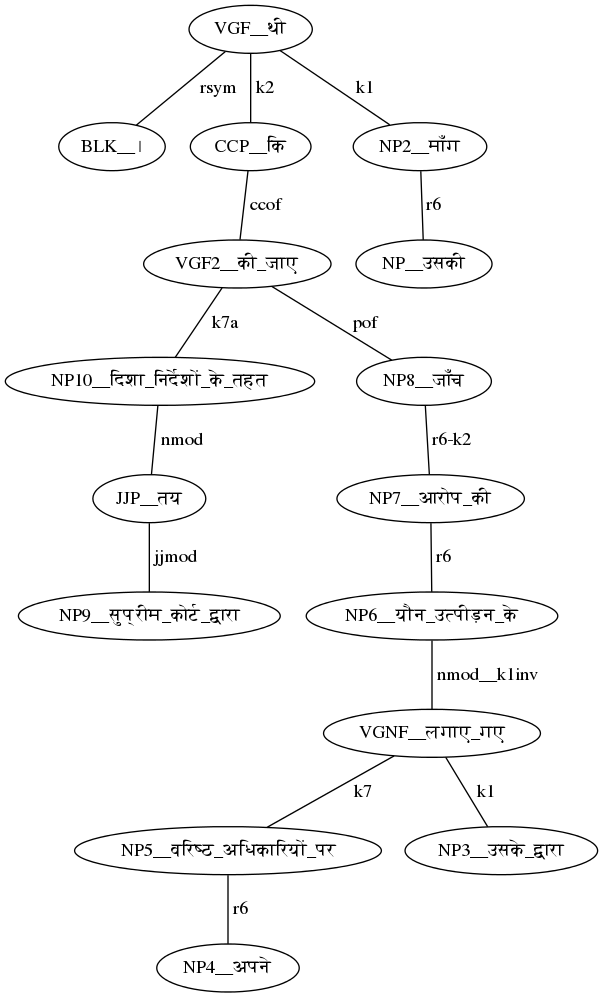 VGF__थी
rsym k2 k1
BLK__। CCP__कि NP2__माँग
ccof r6
VGF2__की_जाए NP__उसकी
k7a pof
NP10__दिशा_निर्देशों_के_तहत NP8__जाँच
nmod r6-k2
JJP__तय NP7__आरोप_की
jjmod r6
NP9__सुप्रीम_कोर्ट_द्वारा NP6__यौन_उत्पीड़न_के
nmod__k1inv
VGNF__लगाए_गए
k7 k1
NP5__वरिष्ठ_अधिकारियों_पर NP3__उसके_द्वारा
r6
NP4__अपने